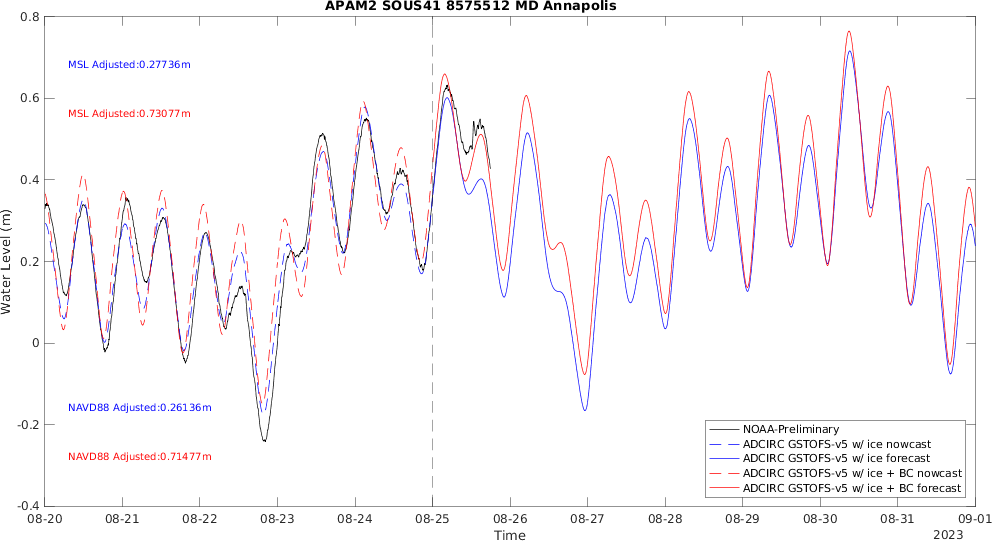 APAM2 SOUS41 8575512 MD Annapolis
0.8
0.6
0.4
0.2
0
-0.2
-0.4
Water Level (m)
MSL Adjusted:0.27736m
MSL Adjusted:0.73077m
NAVD88 Adjusted:0.26136m
NAVD88 Adjusted:0.71477m
NOAA-Preliminary
ADCIRC GSTOFS-v5 w/ ice nowcast
ADCIRC GSTOFS-v5 w/ ice forecast
ADCIRC GSTOFS-v5 w/ ice + BC nowcast
ADCIRC GSTOFS-v5 w/ ice + BC forecast
08-20 08-21 08-22 08-23 08-24 08-25 08-26 08-27 08-28 08-29 08-30 08-31 09-01
Time
2023